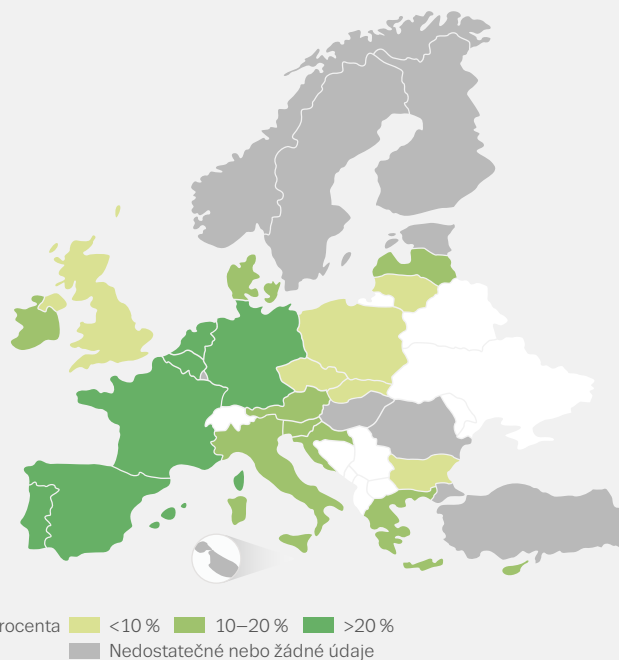 rocenta <10 % 10–20 % >20 %
Nedostatečné nebo žádné údaje